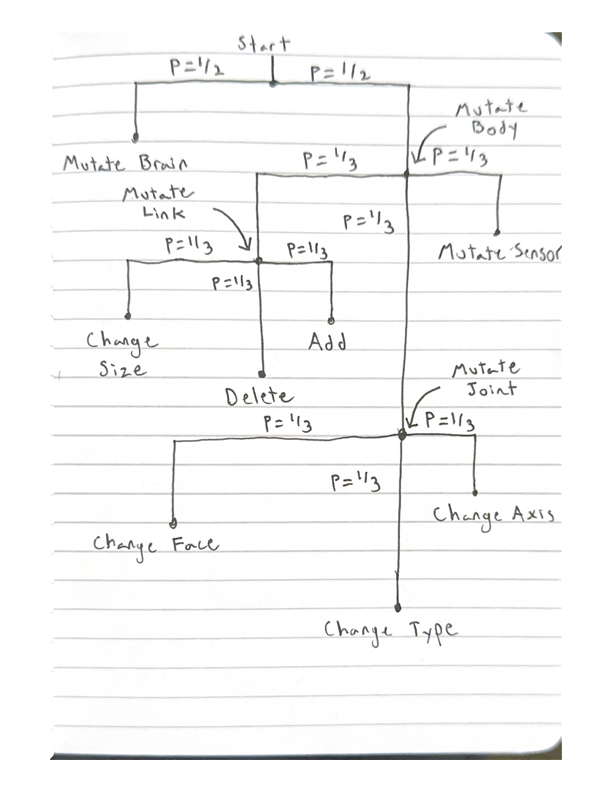 Start
P=1/2
P=1/2
Mutate
Body
Mutate Brain
P=1/3
P=1/3
Mutate
Link
P=1/3
Mutate Sensor
P=1/3
P=1/3
P=1/3
Change
Size
Add
Delete
Mutate
Joint
P=1/3
P=1/3
P=1/3
Change Face
Change Axis
Change Type